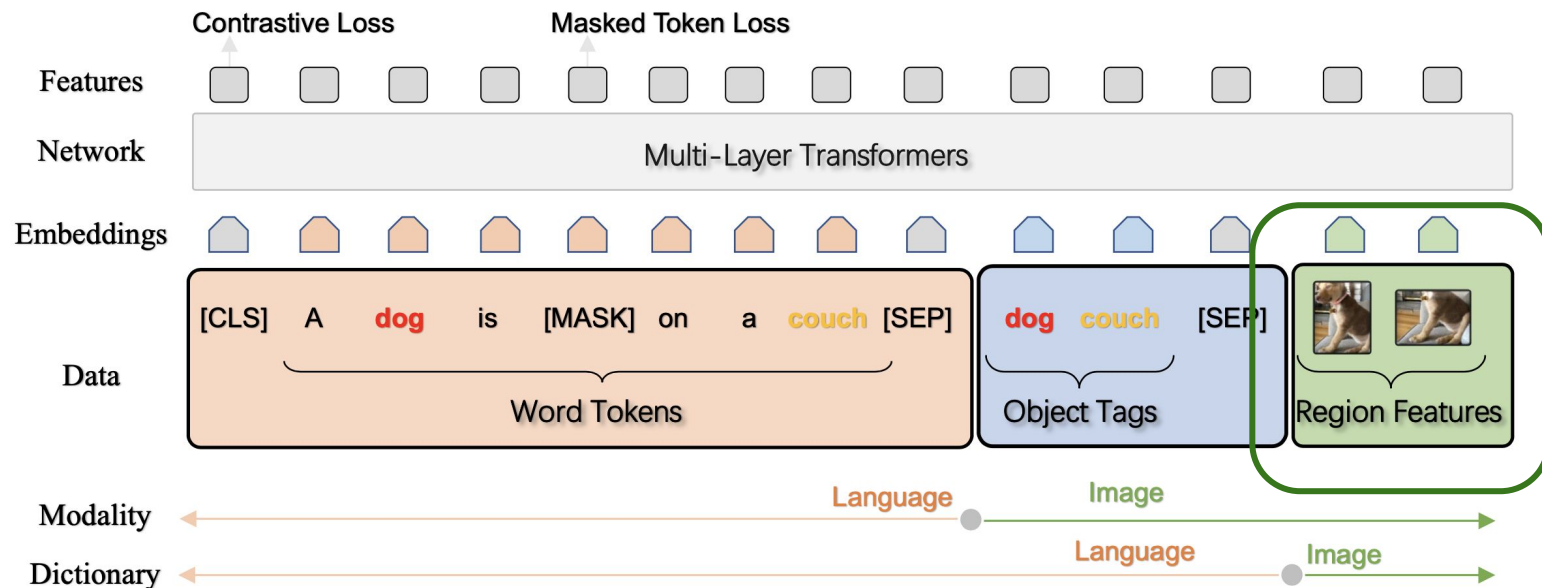 Contrastive Loss Masked Token Loss
Features
Network Multi-Layer Transformers
Embeddings
[CLS] A dog is [MASK] on a couch [SEP] dog couch [SEP]
Data
Word Tokens Object Tags Region Features
Language Image
Modality
Language Image
Dictionary